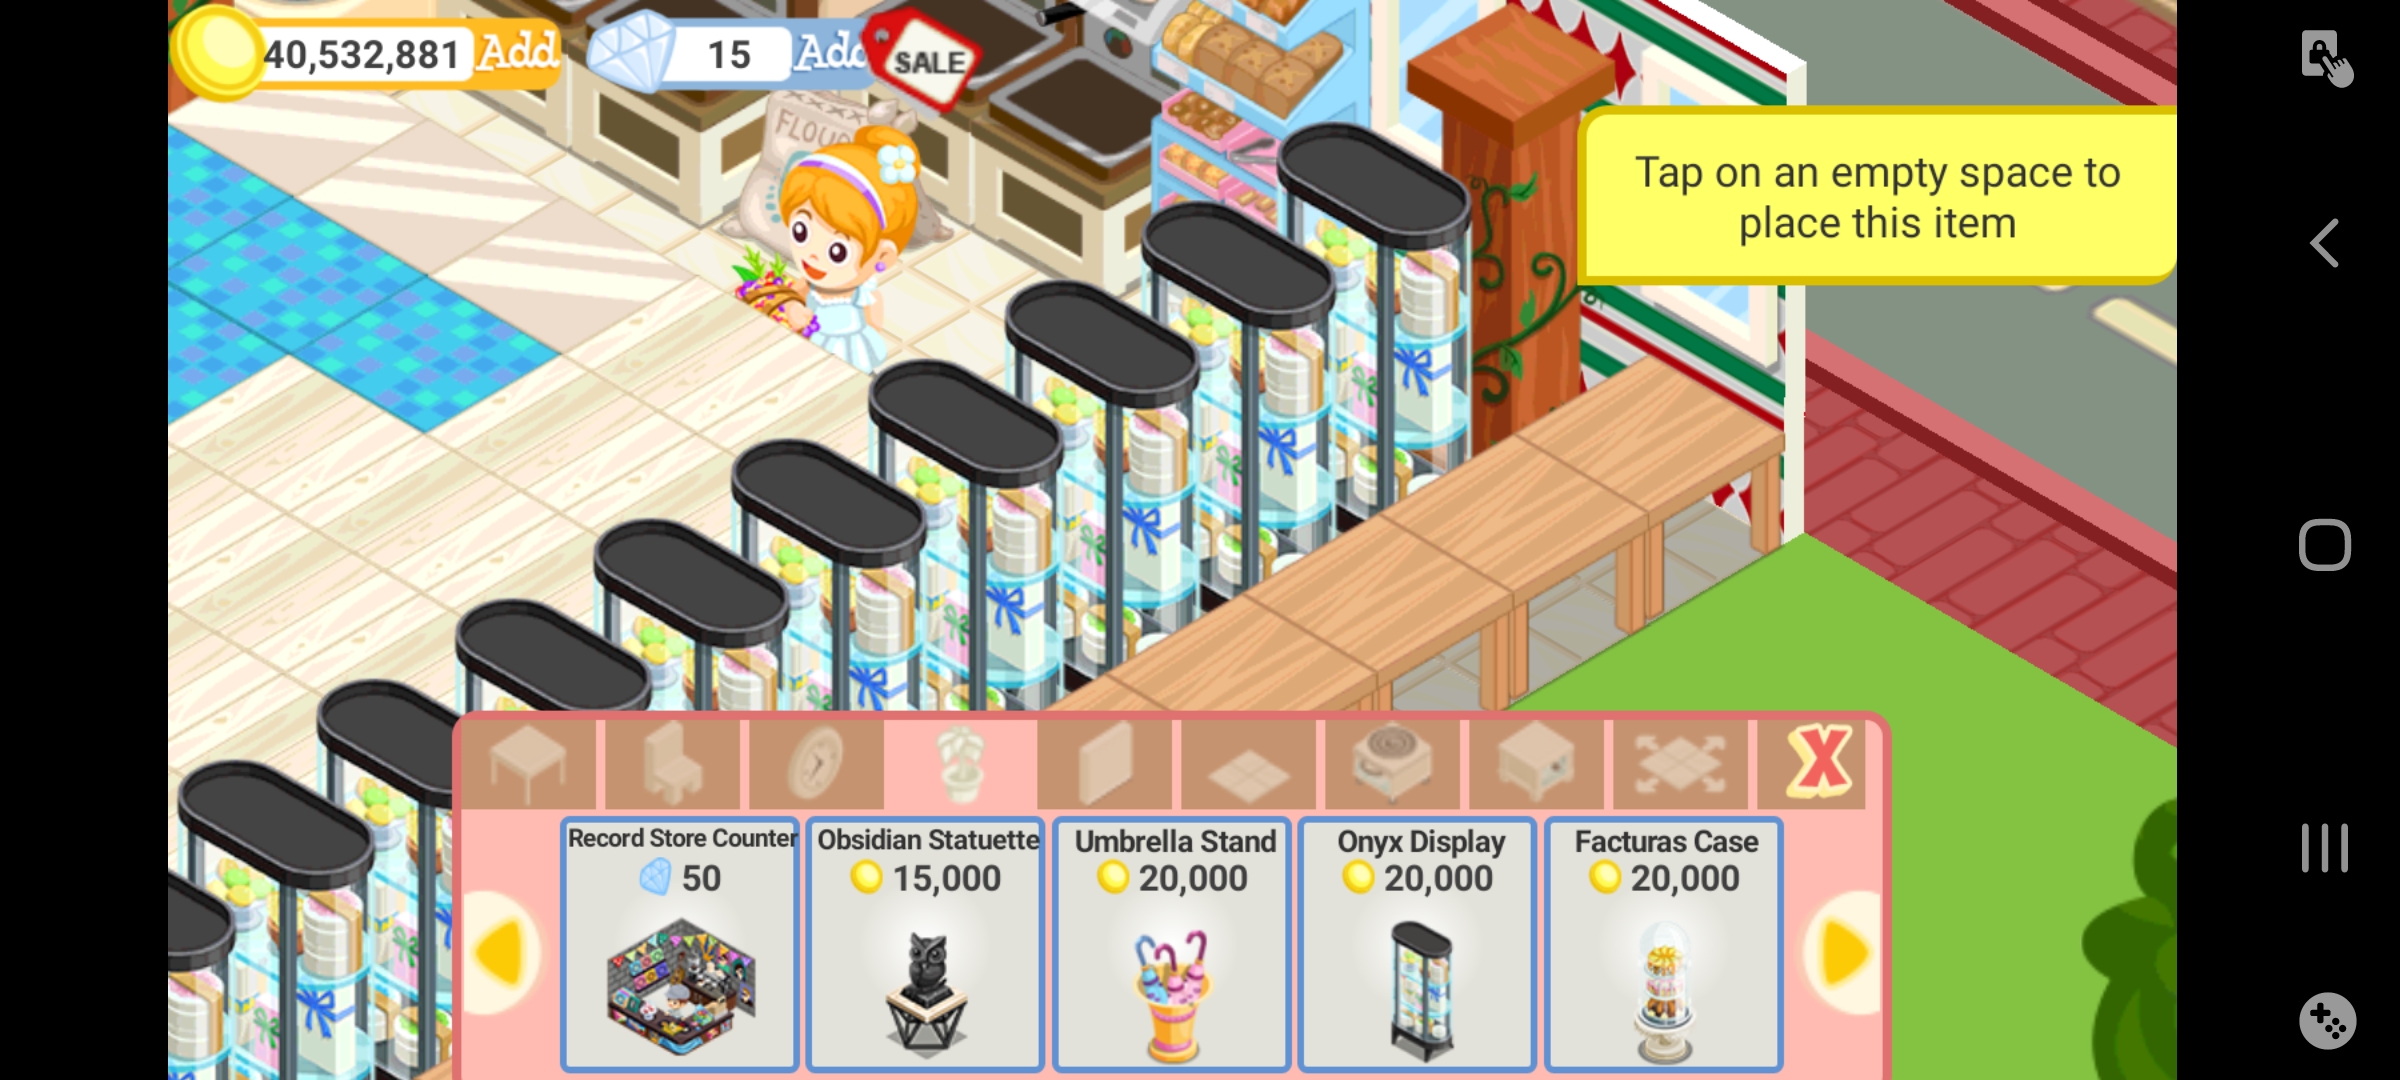 40,532,881 Add
15 Add
SALE
FLOUR
Tap on an empty space to
place this item
Record Store Counter
50
Obsidian Statuette
15,000
Umbrella Stand
20,000
Onyx Display
20,000
Facturas Case
20,000
X